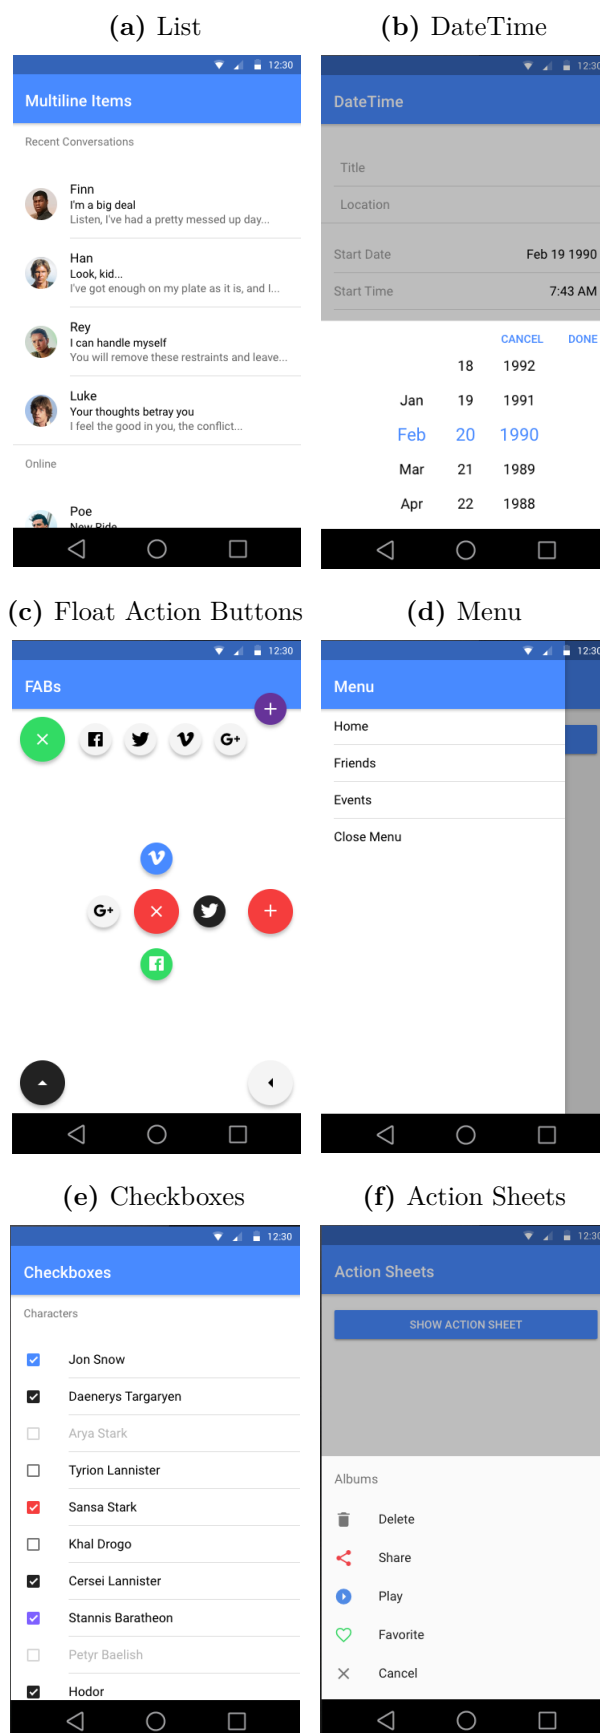 (a) List
12:30
Multiline Items
Recent Conversations
Finn
I'm a big deal
Listen, I've had a pretty messed up day...
Han
Look, kid...
I've got enough on my plate as it is, and I...
Rey
I can handle myself
You will remove these restraints and leave...
Luke
Your thoughts betray you
I feel the good in you, the conflict...
Online
Poe
New Ride
(b) DateTime
12:30
DateTime
Title
Location
Start Date Feb 19 1990
Start Time 7:43 AM
CANCEL DONE
18 1992
Jan 19 1991
Feb 20 1990
Mar 21 1989
Apr 22 1988
(c) Float Action Buttons
12:30
FABs
G+
G+
(d) Menu
12:30
Menu
Home
Friends
Events
Close Menu
(e) Checkboxes
12:30
Checkboxes
Characters
Jon Snow
Daenerys Targaryen
Arya Stark
Tyrion Lannister
Sansa Stark
Khal Drogo
Cersei Lannister
Stannis Baratheon
Petyr Baelish
Hodor
(f) Action Sheets
12:30
Action Sheets
SHOW ACTION SHEET
Albums
Delete
Share
Play
Favorite
Cancel